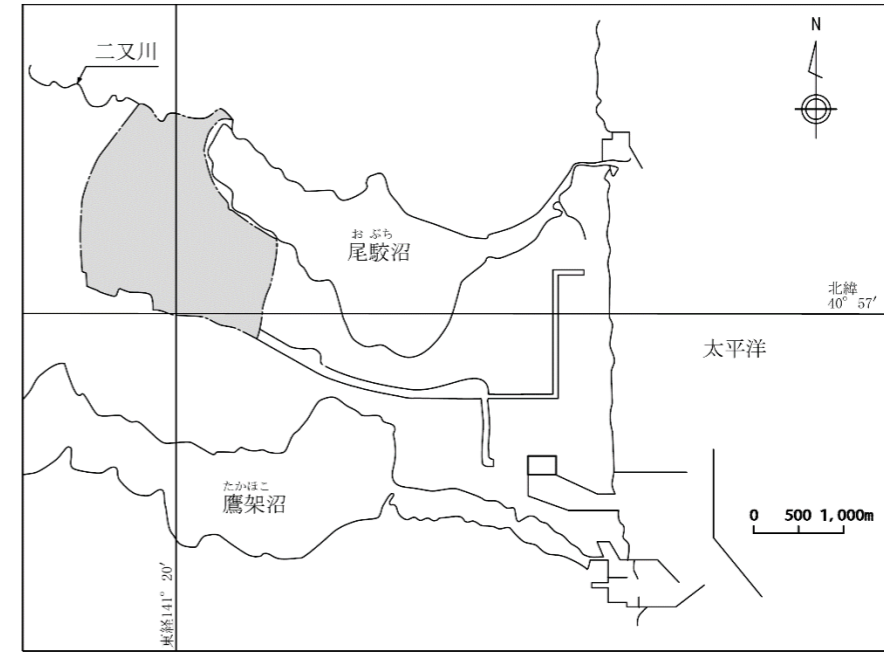 二又川
N
おぶち
尾駮沼
北緯
40° 57′
太平洋
たかほこ
鷹架沼
0 500 1,000m
東経141° 20′